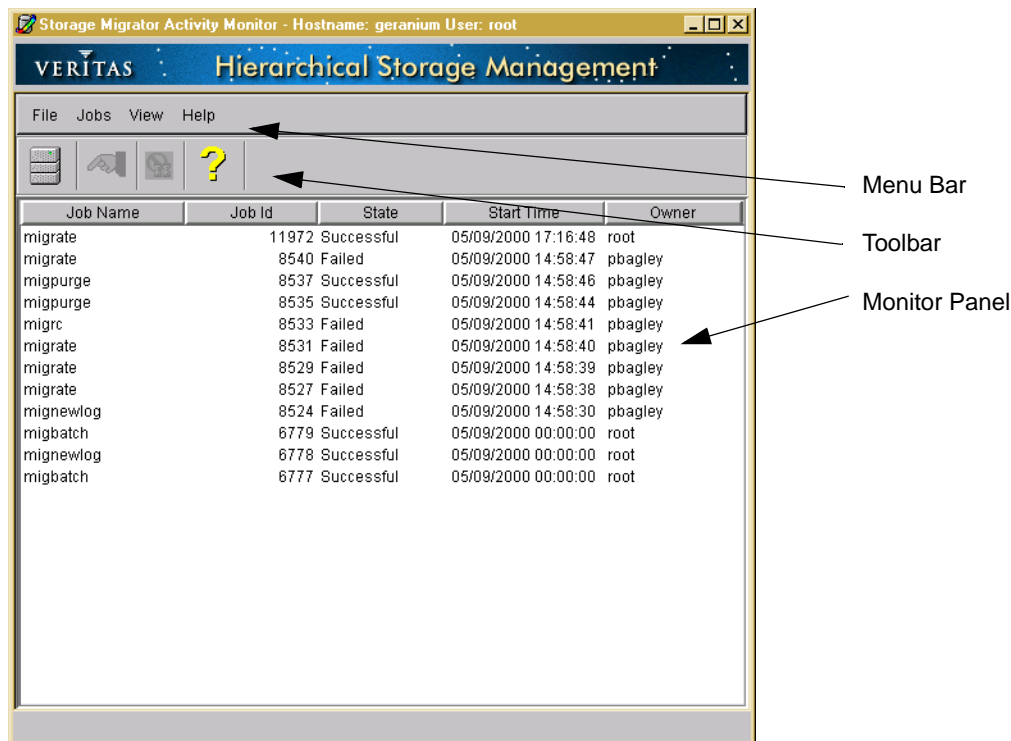 Storage Migrator Activity Monitor - Hostname: geranium User: root
VERITAS Hierarchical Storage Management
File Jobs View Help
?
Menu Bar
Toolbar
Monitor Panel
Job Name Job Id State Start Time Owner
migrate 11972 Successful 05/09/2000 17:16:48 root
migrate 8540 Failed 05/09/2000 14:58:47 pbagley
migpurge 8537 Successful 05/09/2000 14:58:46 pbagley
migpurge 8535 Successful 05/09/2000 14:58:44 pbagley
migrc 8533 Failed 05/09/2000 14:58:41 pbagley
migrate 8531 Failed 05/09/2000 14:58:40 pbagley
migrate 8529 Failed 05/09/2000 14:58:39 pbagley
migrate 8527 Failed 05/09/2000 14:58:38 pbagley
mignewlog 8524 Failed 05/09/2000 14:58:30 pbagley
migbatch 6779 Successful 05/09/2000 00:00:00 root
mignewlog 6778 Successful 05/09/2000 00:00:00 root
migbatch 6777 Successful 05/09/2000 00:00:00 root